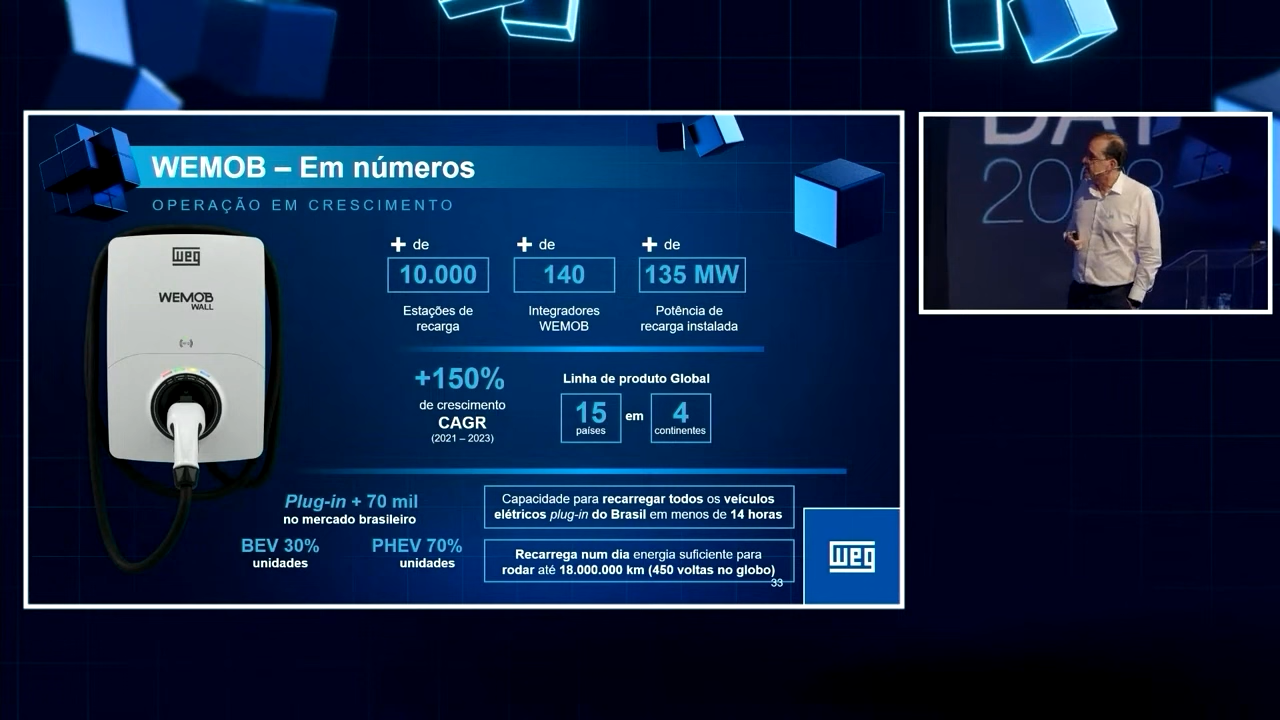 WEMOB – Em números
OPERAÇÃO EM CRESCIMENTO
weg
WEMOB
WALL
+ de
10.000
Estações de
recarga
+ de
140
Integradores
WEMOB
+ de
135 MW
Potência de
recarga instalada
+150%
de crescimento
CAGR
(2021 – 2023)
Linha de produto Global
15
países
em
4
continentes
Plug-in + 70 mil
no mercado brasileiro
BEV 30%
unidades
PHEV 70%
unidades
Capacidade para recarregar todos os veículos
elétricos plug-in do Brasil em menos de 14 horas
Recarrega num dia energia suficiente para
rodar até 18.000.000 km (450 voltas no globo)
33
weg
DAY